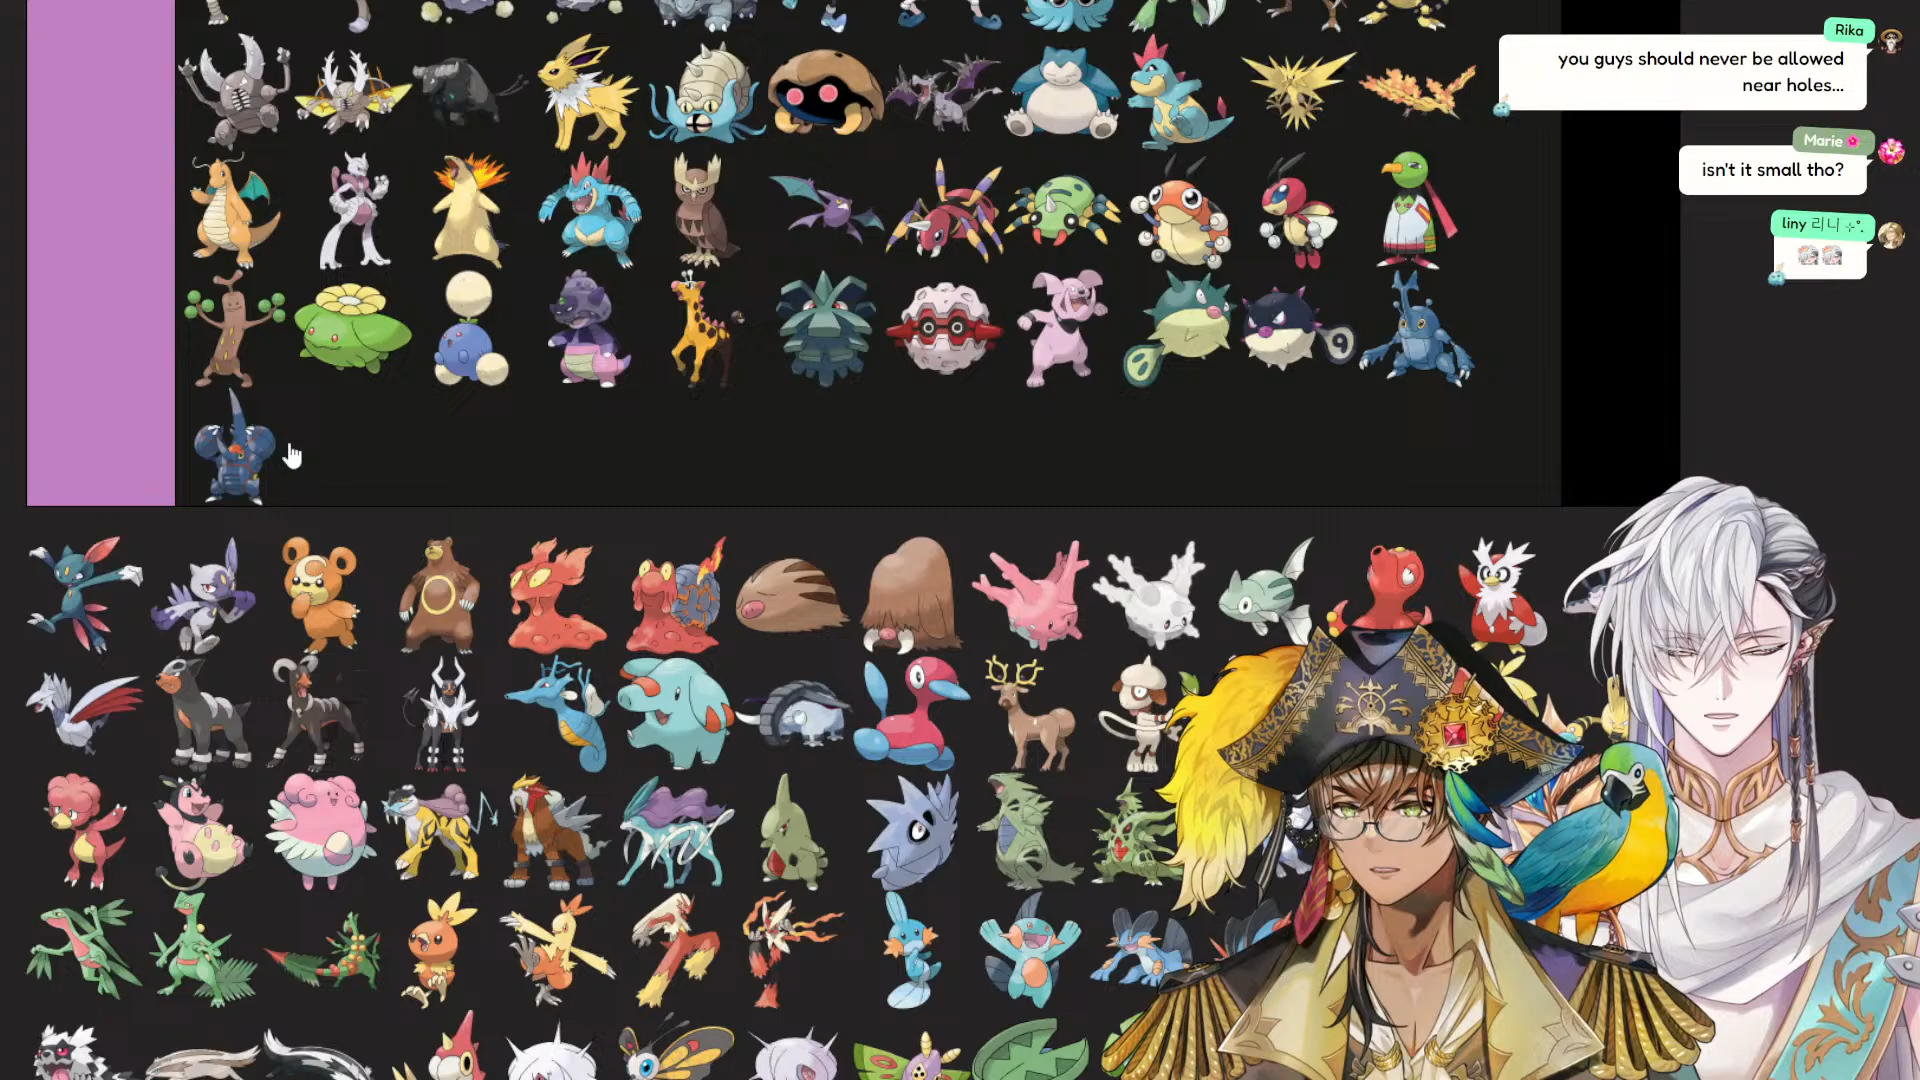 Rika
you guys should never be allowed
near holes...
Marie
isn't it small tho?
liny 리니 ⊹˚.